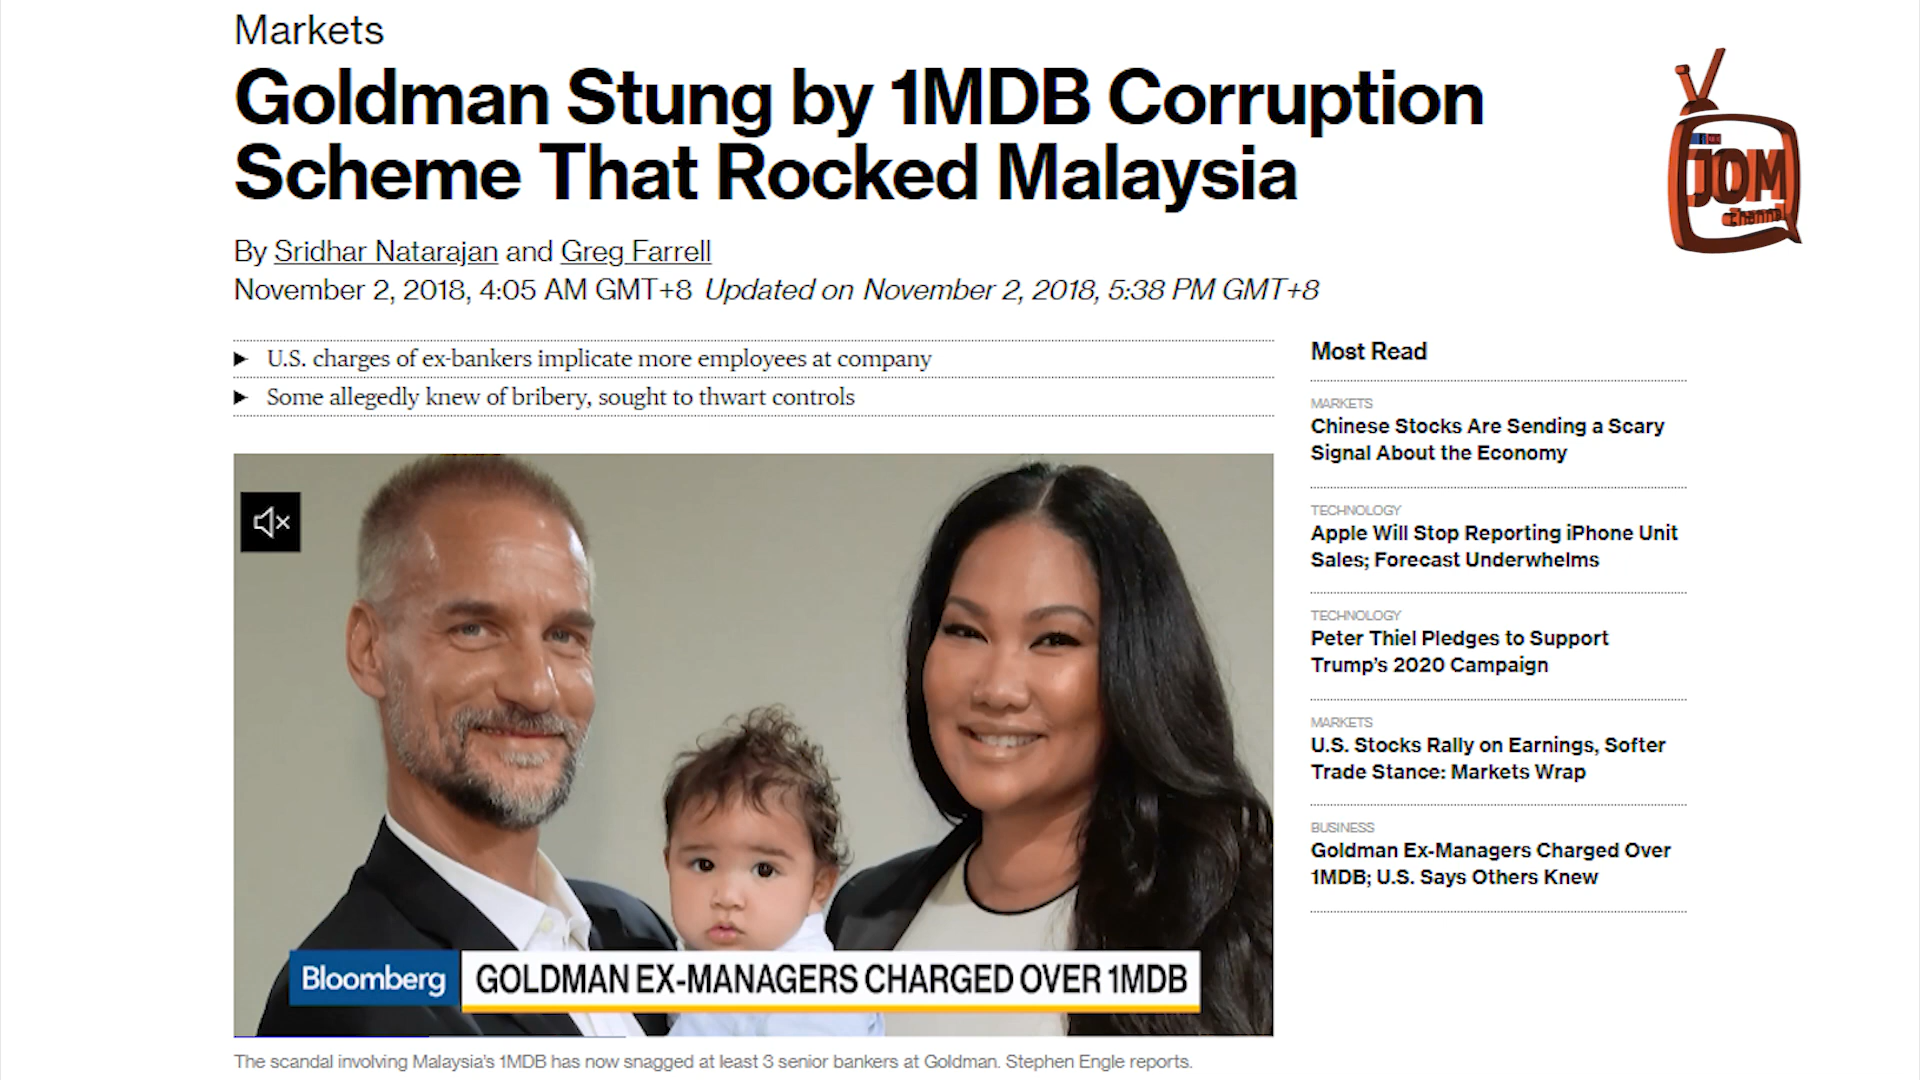 Markets
Goldman Stung by 1MDB Corruption
Scheme That Rocked Malaysia
By Sridhar Natarajan and Greg Farrell
November 2, 2018, 4:05 AM GMT+8 Updated on November 2, 2018, 5:38 PM GMT+8
► U.S. charges of ex-bankers implicate more employees at company
► Some allegedly knew of bribery, sought to thwart controls
Bloomberg GOLDMAN EX-MANAGERS CHARGED OVER 1MDB
The scandal involving Malaysia's 1MDB has now snagged at least 3 senior bankers at Goldman. Stephen Engle reports.
Most Read
MARKETS
Chinese Stocks Are Sending a Scary
Signal About the Economy
TECHNOLOGY
Apple Will Stop Reporting iPhone Unit
Sales; Forecast Underwhelms
TECHNOLOGY
Peter Thiel Pledges to Support
Trump's 2020 Campaign
MARKETS
U.S. Stocks Rally on Earnings, Softer
Trade Stance: Markets Wrap
BUSINESS
Goldman Ex-Managers Charged Over
1MDB; U.S. Says Others Knew
JOM
channel